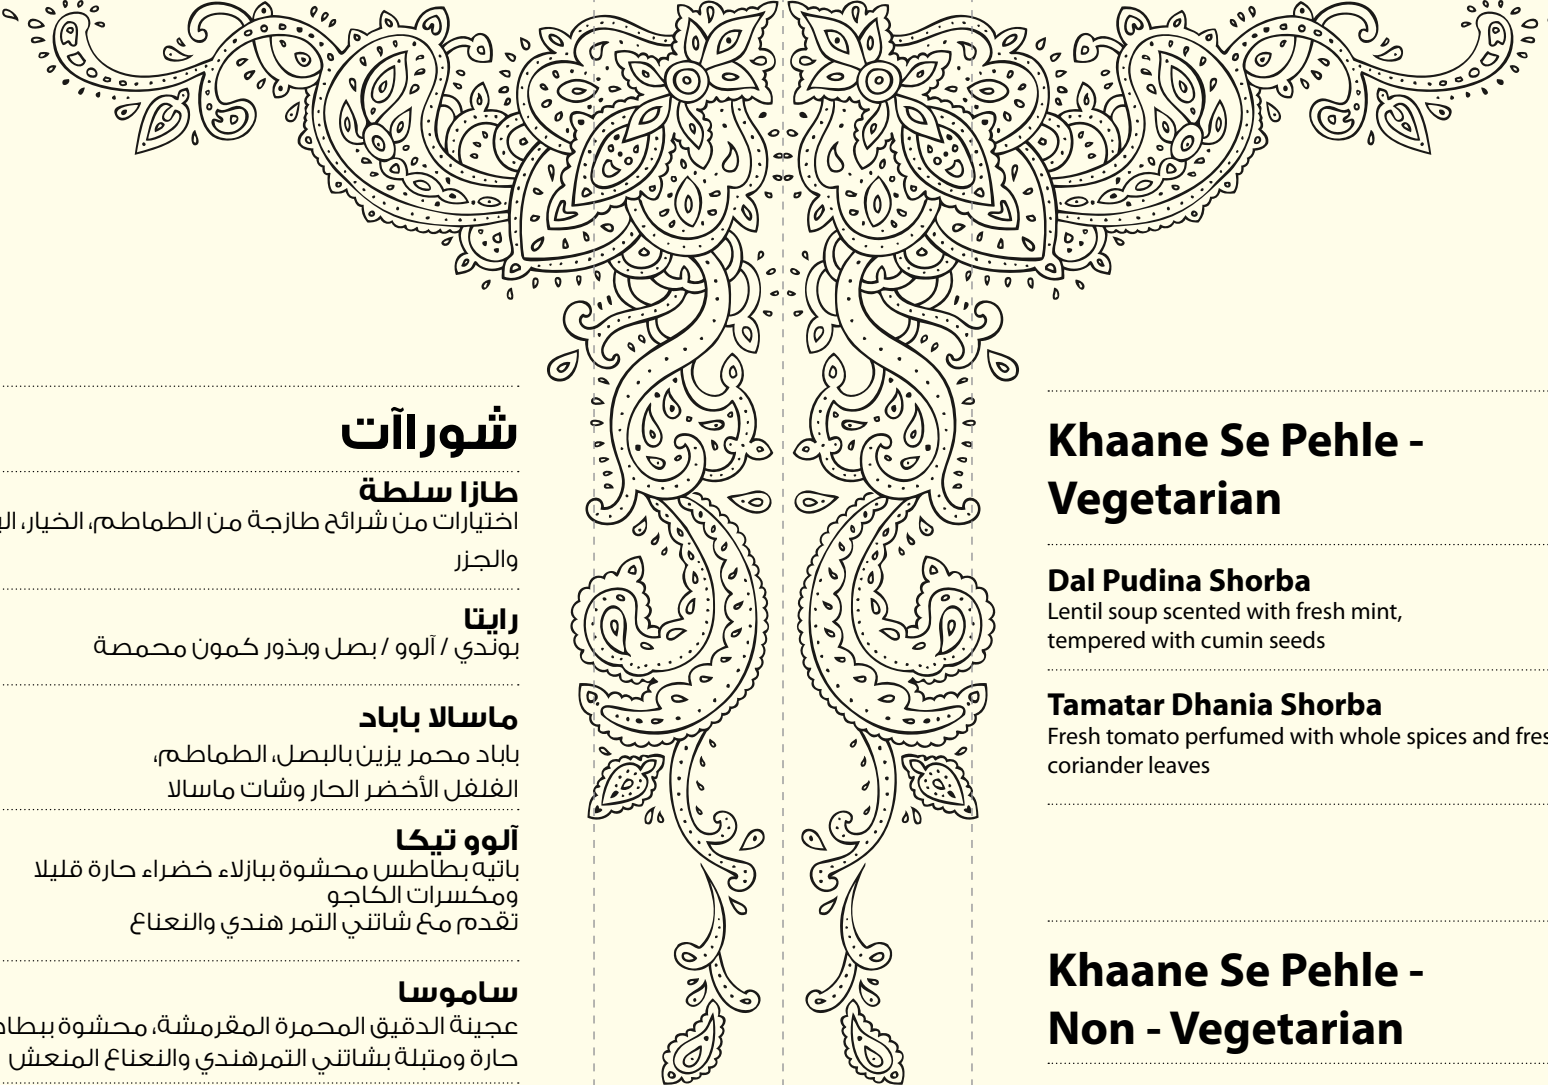 شوراآت
طازا سلطة
اختيارات من شرائح طازجة من الطماطم، الخيار،
والجزر
رايتا
بوندي / آلوو / بصل وبذور كمون محمصة
ماسالا باباد
باباد محمر يزين بالبصل، الطماطم،
الفلفل الأخضر الحار وشات ماسالا
آلوو تيكا
باتيه بطاطس محشوة ببازلاء خضراء حارة قليلا
ومكسرات الكاجو
تقدم مع شاتني التمر هندي والنعناع
ساموسا
عجينة الدقيق المحمرة المقرمشة، محشوة
حارة ومتبلة بشاتني التمرهندي والنعناع المنعش
Khaane Se Pehle -
Vegetarian
Dal Pudina Shorba
Lentil soup scented with fresh mint,
tempered with cumin seeds
Tamatar Dhania Shorba
Fresh tomato perfumed with whole spices and
coriander leaves
Khaane Se Pehle -
Non - Vegetarian